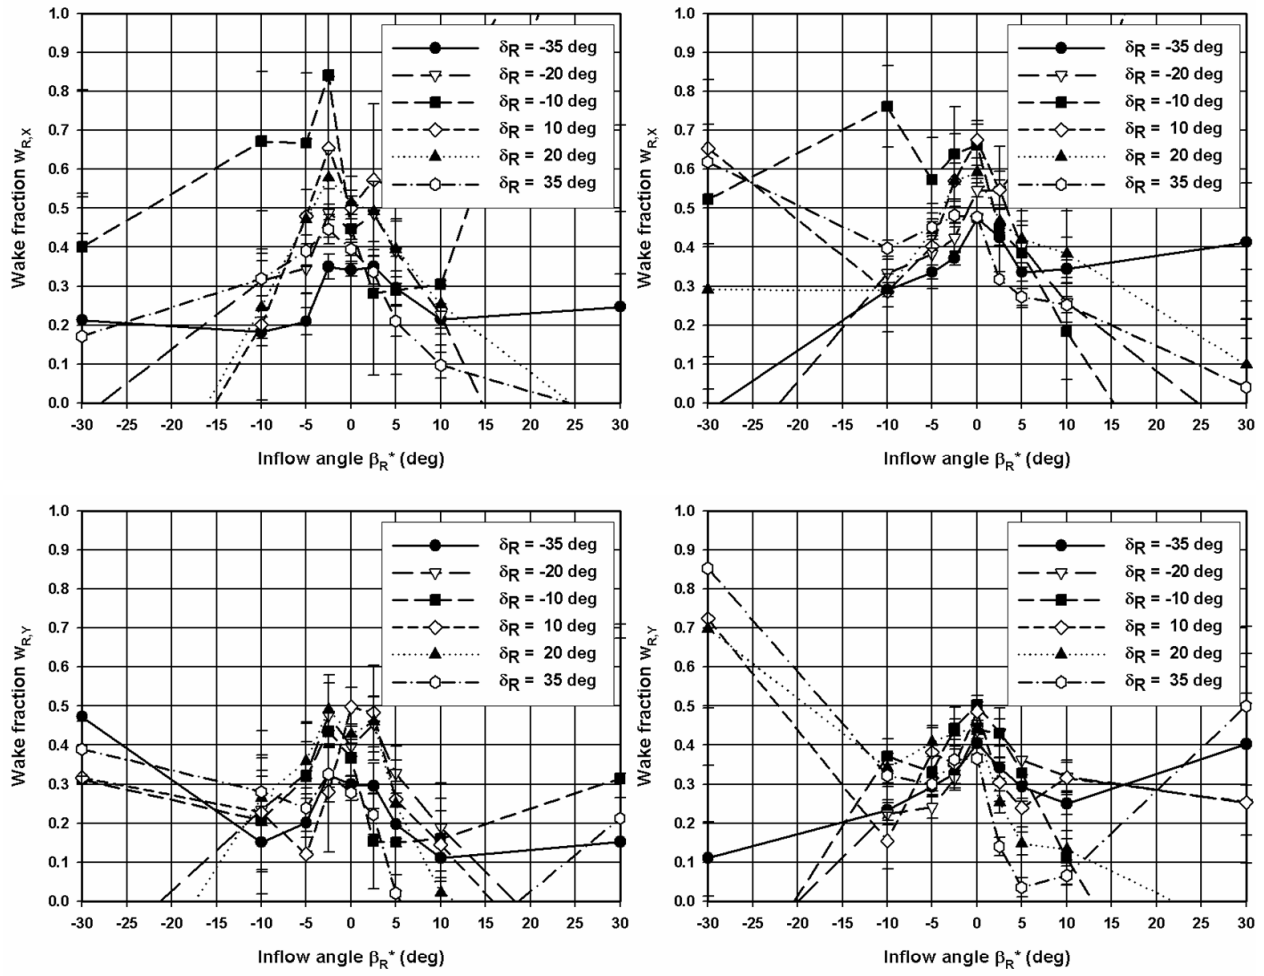 1.0
0.9
0.8
0.7
0.6
0.5
0.4
0.3
0.2
0.1
0.0
Wake fraction wR,X
δR = -35 deg
δR = -20 deg
δR = -10 deg
δR = 10 deg
δR = 20 deg
δR = 35 deg
-30 -25 -20 -15 -10 -5 0 5 10 15 20 25 30
Inflow angle βR* (deg)
1.0
0.9
0.8
0.7
0.6
0.5
0.4
0.3
0.2
0.1
0.0
Wake fraction wR,X
δR = -35 deg
δR = -20 deg
δR = -10 deg
δR = 10 deg
δR = 20 deg
δR = 35 deg
-30 -25 -20 -15 -10 -5 0 5 10 15 20 25 30
Inflow angle βR* (deg)
1.0
0.9
0.8
0.7
0.6
0.5
0.4
0.3
0.2
0.1
0.0
Wake fraction wR,Y
δR = -35 deg
δR = -20 deg
δR = -10 deg
δR = 10 deg
δR = 20 deg
δR = 35 deg
-30 -25 -20 -15 -10 -5 0 5 10 15 20 25 30
Inflow angle βR* (deg)
1.0
0.9
0.8
0.7
0.6
0.5
0.4
0.3
0.2
0.1
0.0
Wake fraction wR,Y
δR = -35 deg
δR = -20 deg
δR = -10 deg
δR = 10 deg
δR = 20 deg
δR = 35 deg
-30 -25 -20 -15 -10 -5 0 5 10 15 20 25 30
Inflow angle βR* (deg)